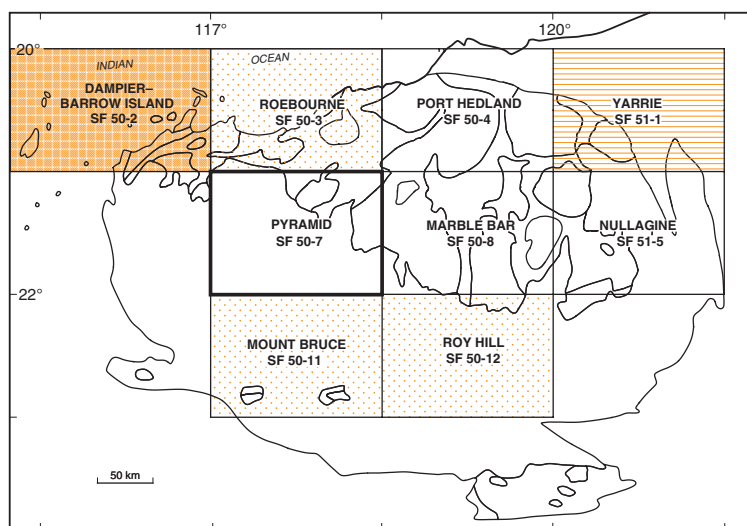 117°
120°
20°
INDIAN
OCEAN
DAMPIER–
BARROW ISLAND
SF 50-2
ROEBOURNE
SF 50-3
PORT HEDLAND
SF 50-4
YARRIE
SF 51-1
PYRAMID
SF 50-7
MARBLE BAR
SF 50-8
NULLAGINE
SF 51-5
22°
MOUNT BRUCE
SF 50-11
ROY HILL
SF 50-12
50 km